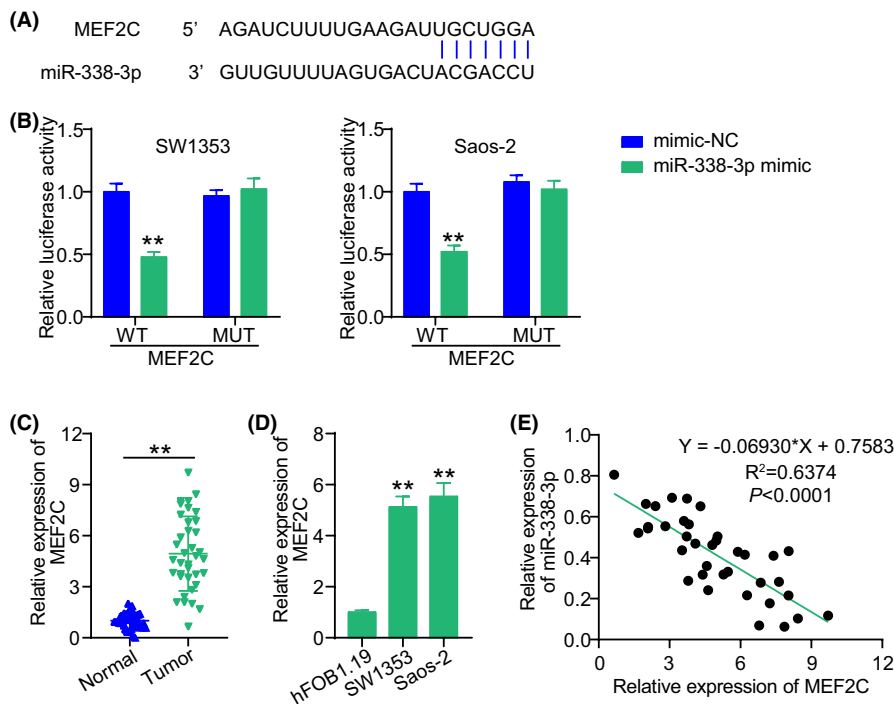 (A)
MEF2C 5’ AGAUCUUUUGAAGAUUGCUGGA
miR-338-3p 3’ GUUGUUUUAGUGACUACGACCU
(B)
Relative luciferase activity
1.5
1.0
0.5
0.0
SW1353
**
WT MUT
MEF2C
Relative luciferase activity
1.5
1.0
0.5
0.0
Saos-2
**
WT MUT
MEF2C
mimic-NC
miR-338-3p mimic
(C)
Relative expression of
MEF2C
12
9
6
3
0
**
Normal Tumor
(D)
Relative expression of
MEF2C
8
6
4
2
0
** **
hFOB1.19 SW1353 Saos-2
(E)
Relative expression
of miR-338-3p
1.0
0.8
0.6
0.4
0.2
0.0
Y = -0.06930*X + 0.7583
R²=0.6374
P<0.0001
0 3 6 9 12
Relative expression of MEF2C